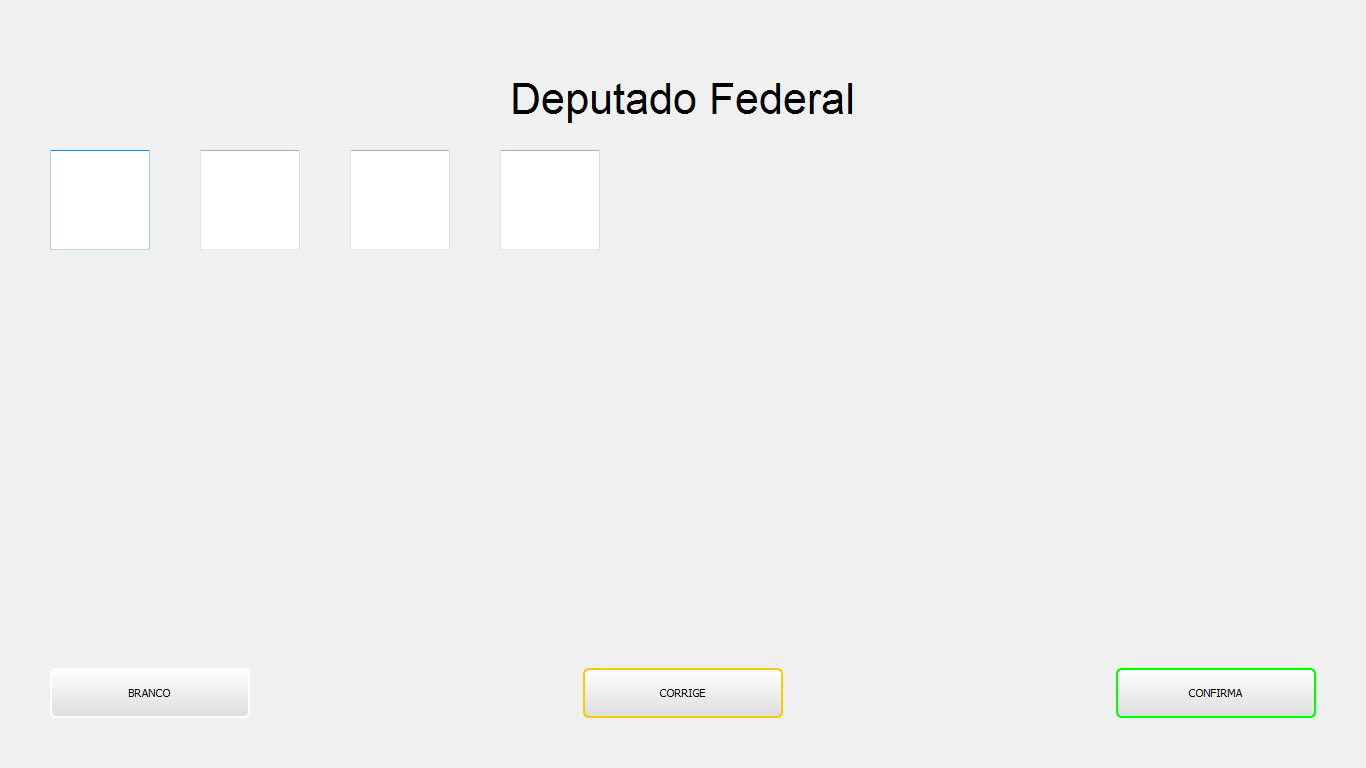 Deputado Federal
BRANCO
CORRIGE
CONFIRMA